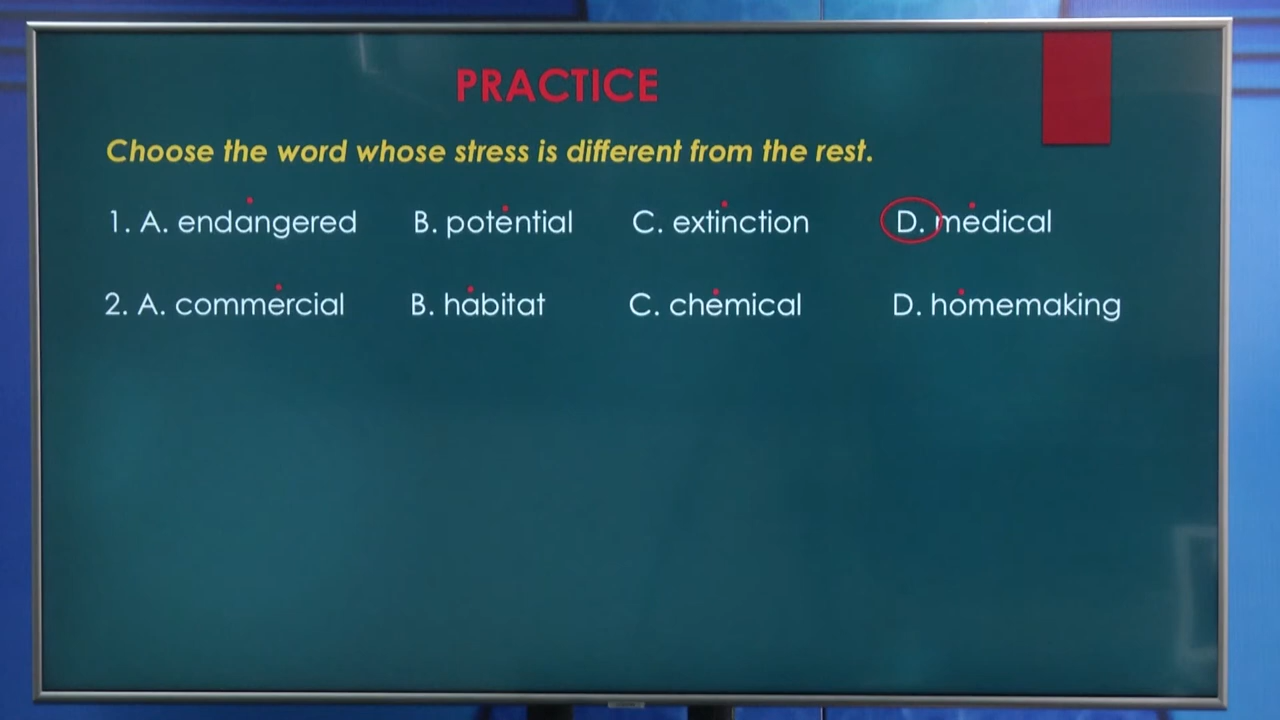 PRACTICE
Choose the word whose stress is different from the rest.
1. A. endangered B. potential C. extinction D. medical
2. A. commercial B. habitat C. chemical D. homemaking